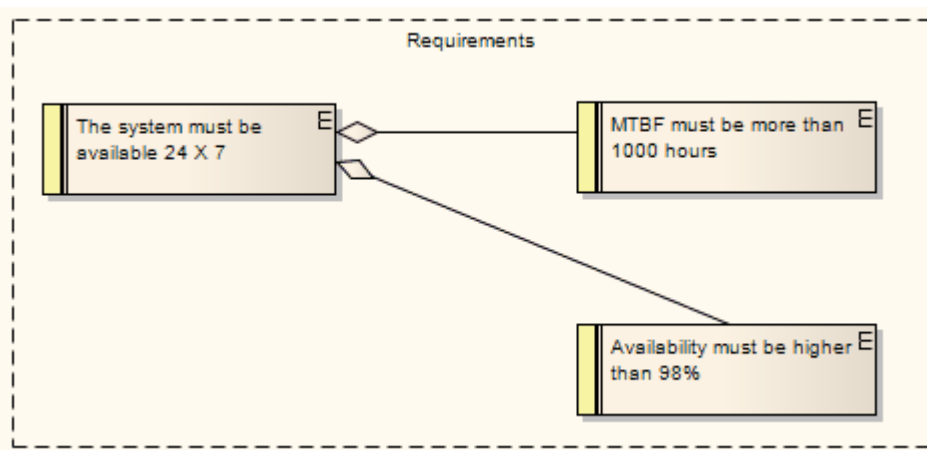 Requirements
The system must be
available 24 X 7
E
MTBF must be more than
1000 hours
E
Availability must be higher
than 98%
E